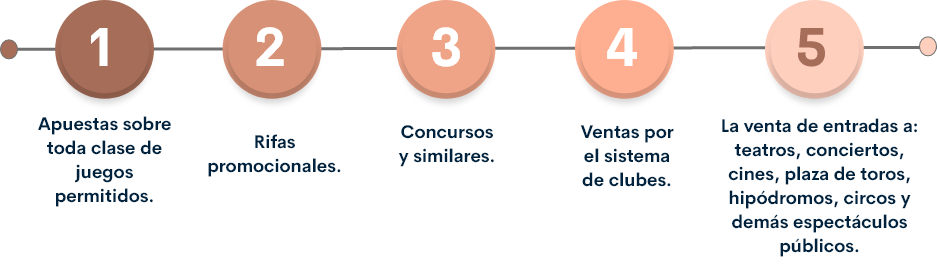 1
Apuestas sobre
toda clase de
juegos
permitidos.
2
Rifas
promocionales.
3
Concursos
y similares.
4
Ventas por
el sistema
de clubes.
5
La venta de entradas a:
teatros, conciertos,
cines, plaza de toros,
hipódromos, circos y
demás espectáculos
públicos.